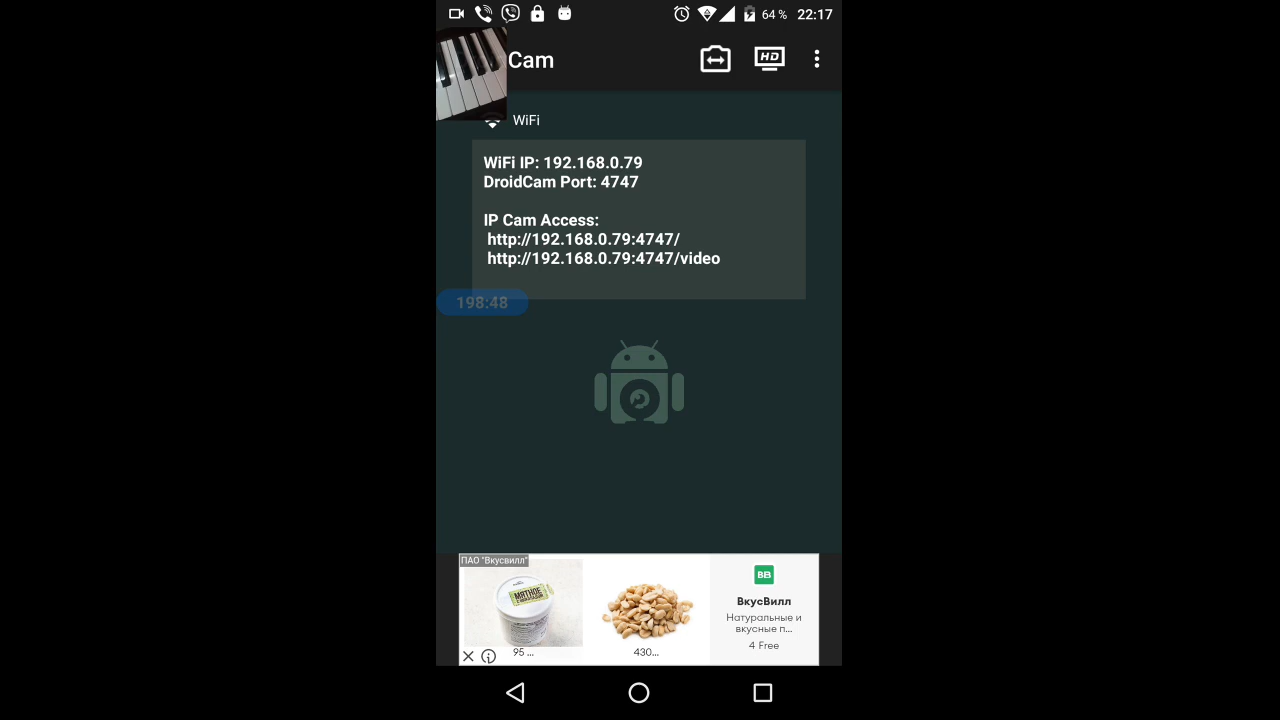 64 % 22:17
Cam
HD
WiFi
WiFi IP: 192.168.0.79
DroidCam Port: 4747
IP Cam Access:
http://192.168.0.79:4747/
http://192.168.0.79:4747/video
198:48
ПАО "Вкусвилл"
МЯТНОЕ
95 ...
430...
BB
ВкусВилл
Натуральные и
вкусные п...
4 Free